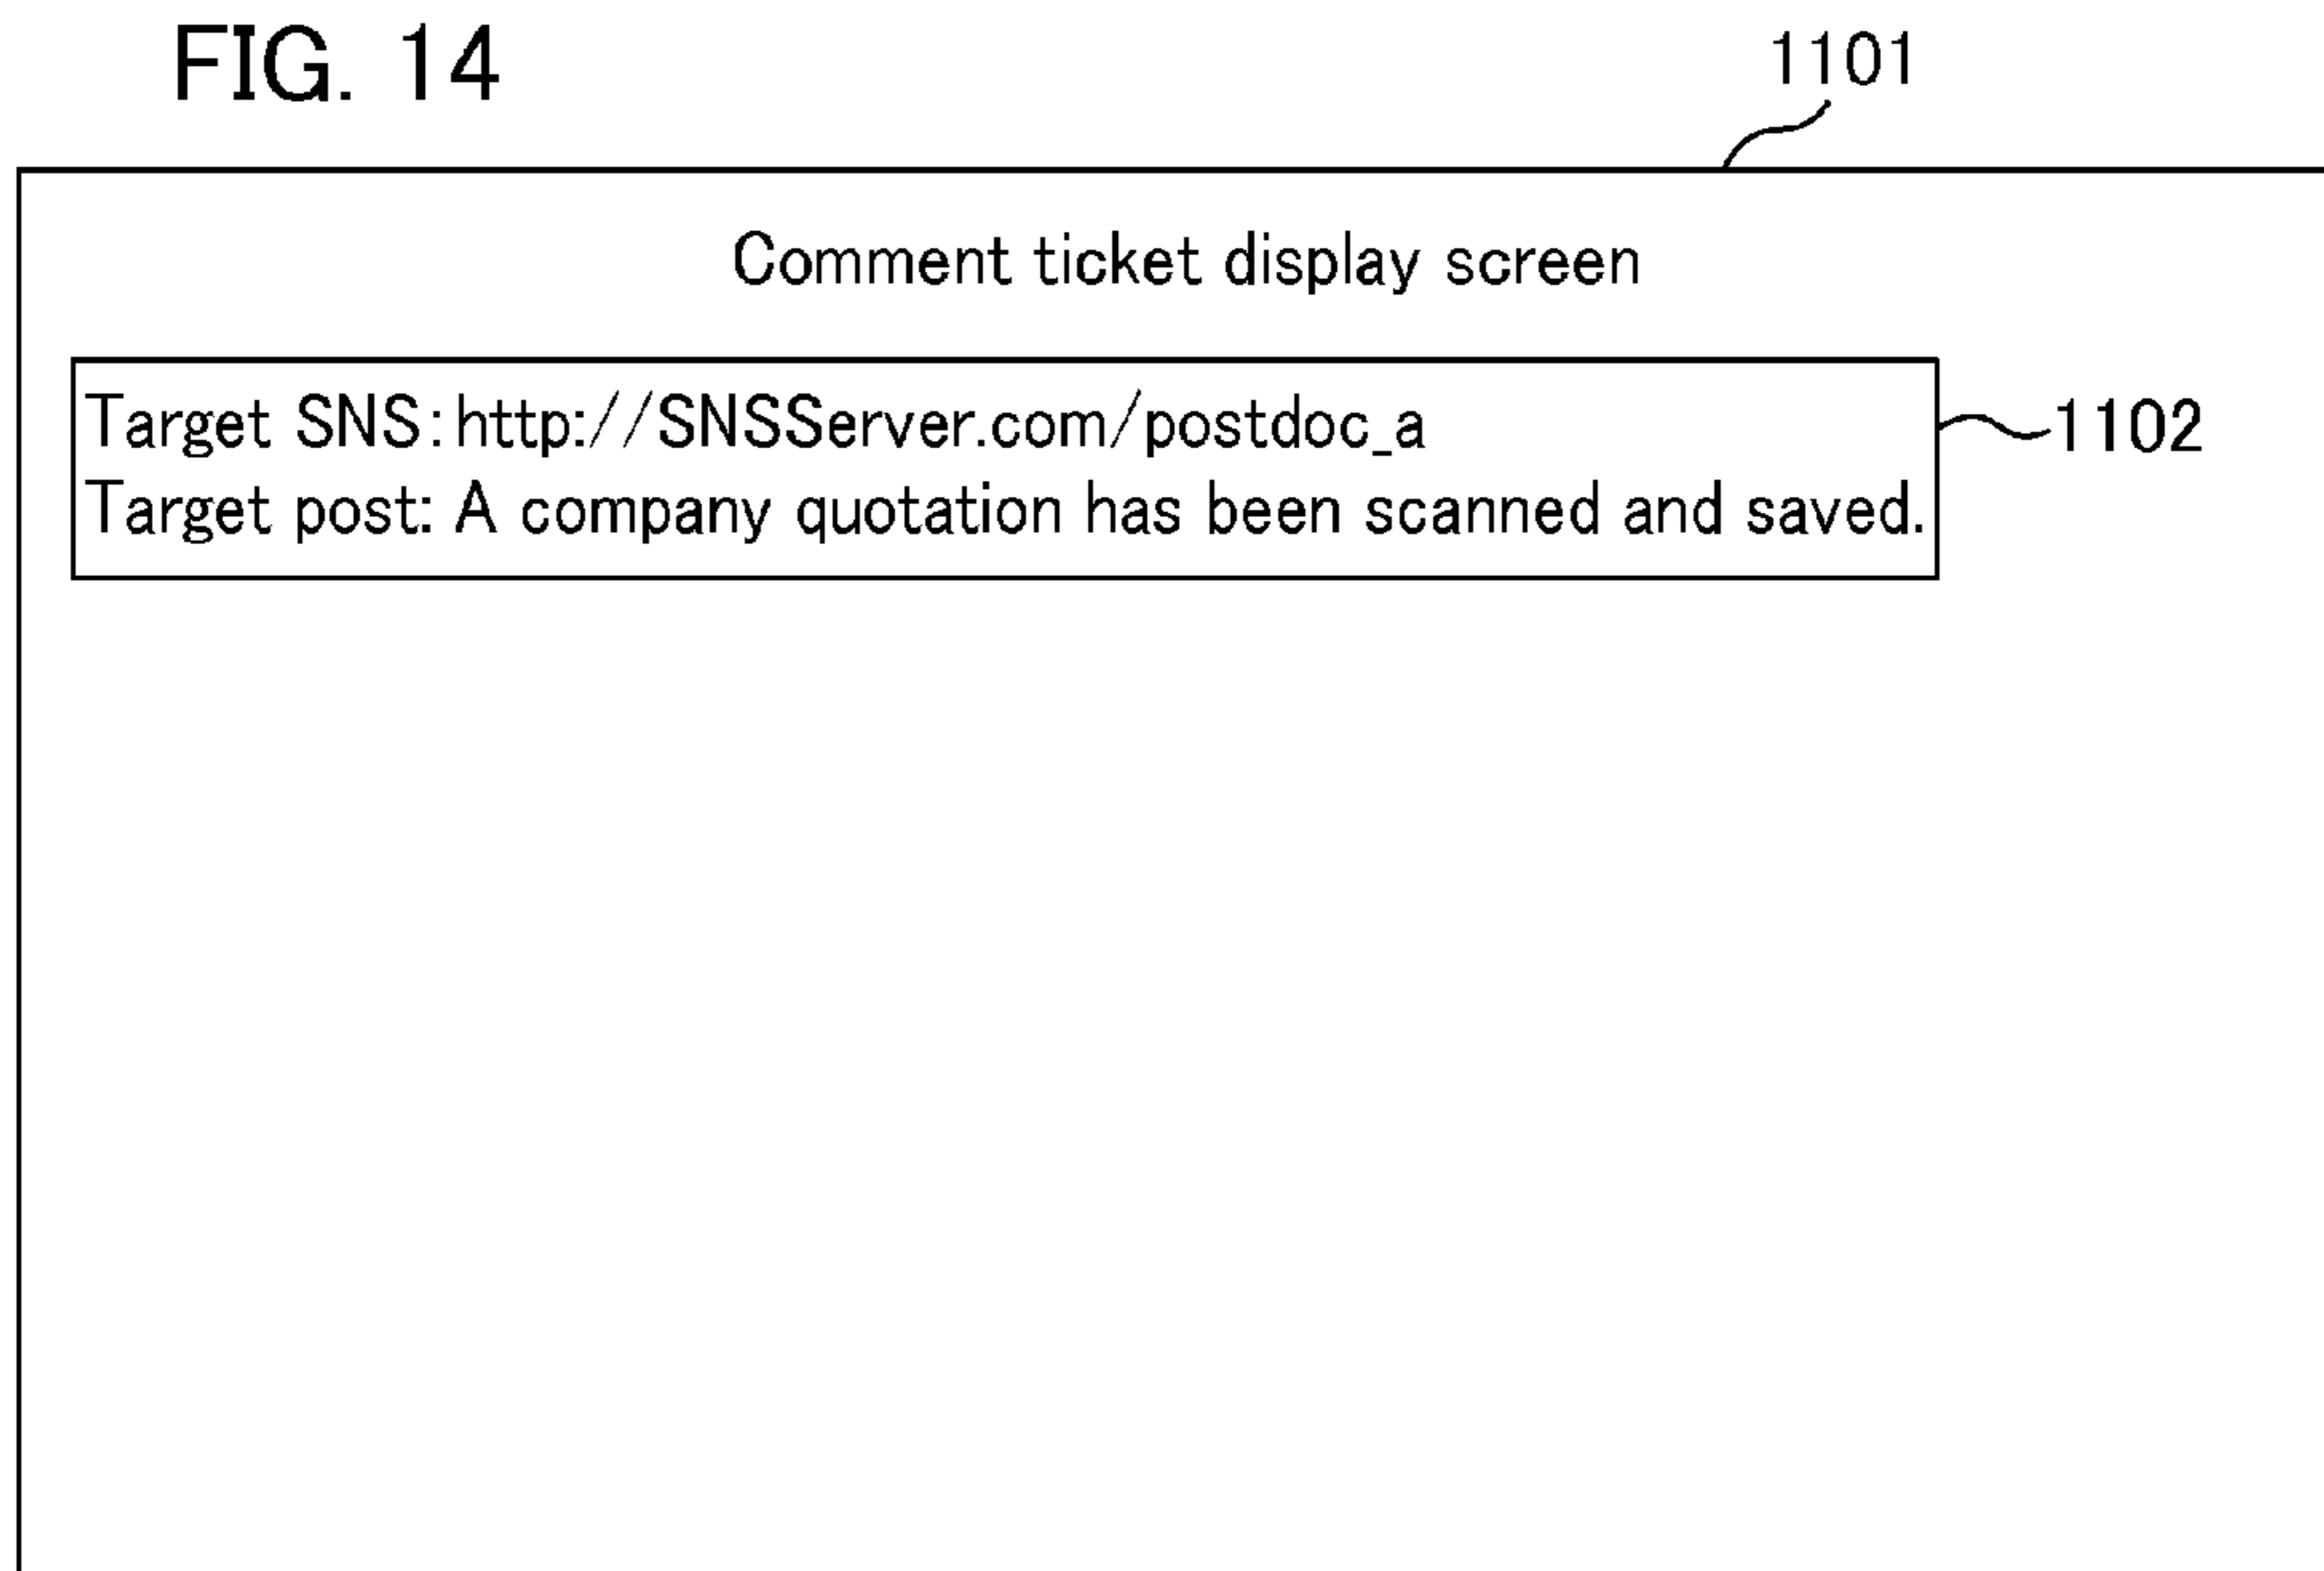 FIG. 14
1101
Comment ticket display screen
Target SNS: http://SNSServer.com/postdoc_a
1102
Target post: A company quotation has been scanned and saved.